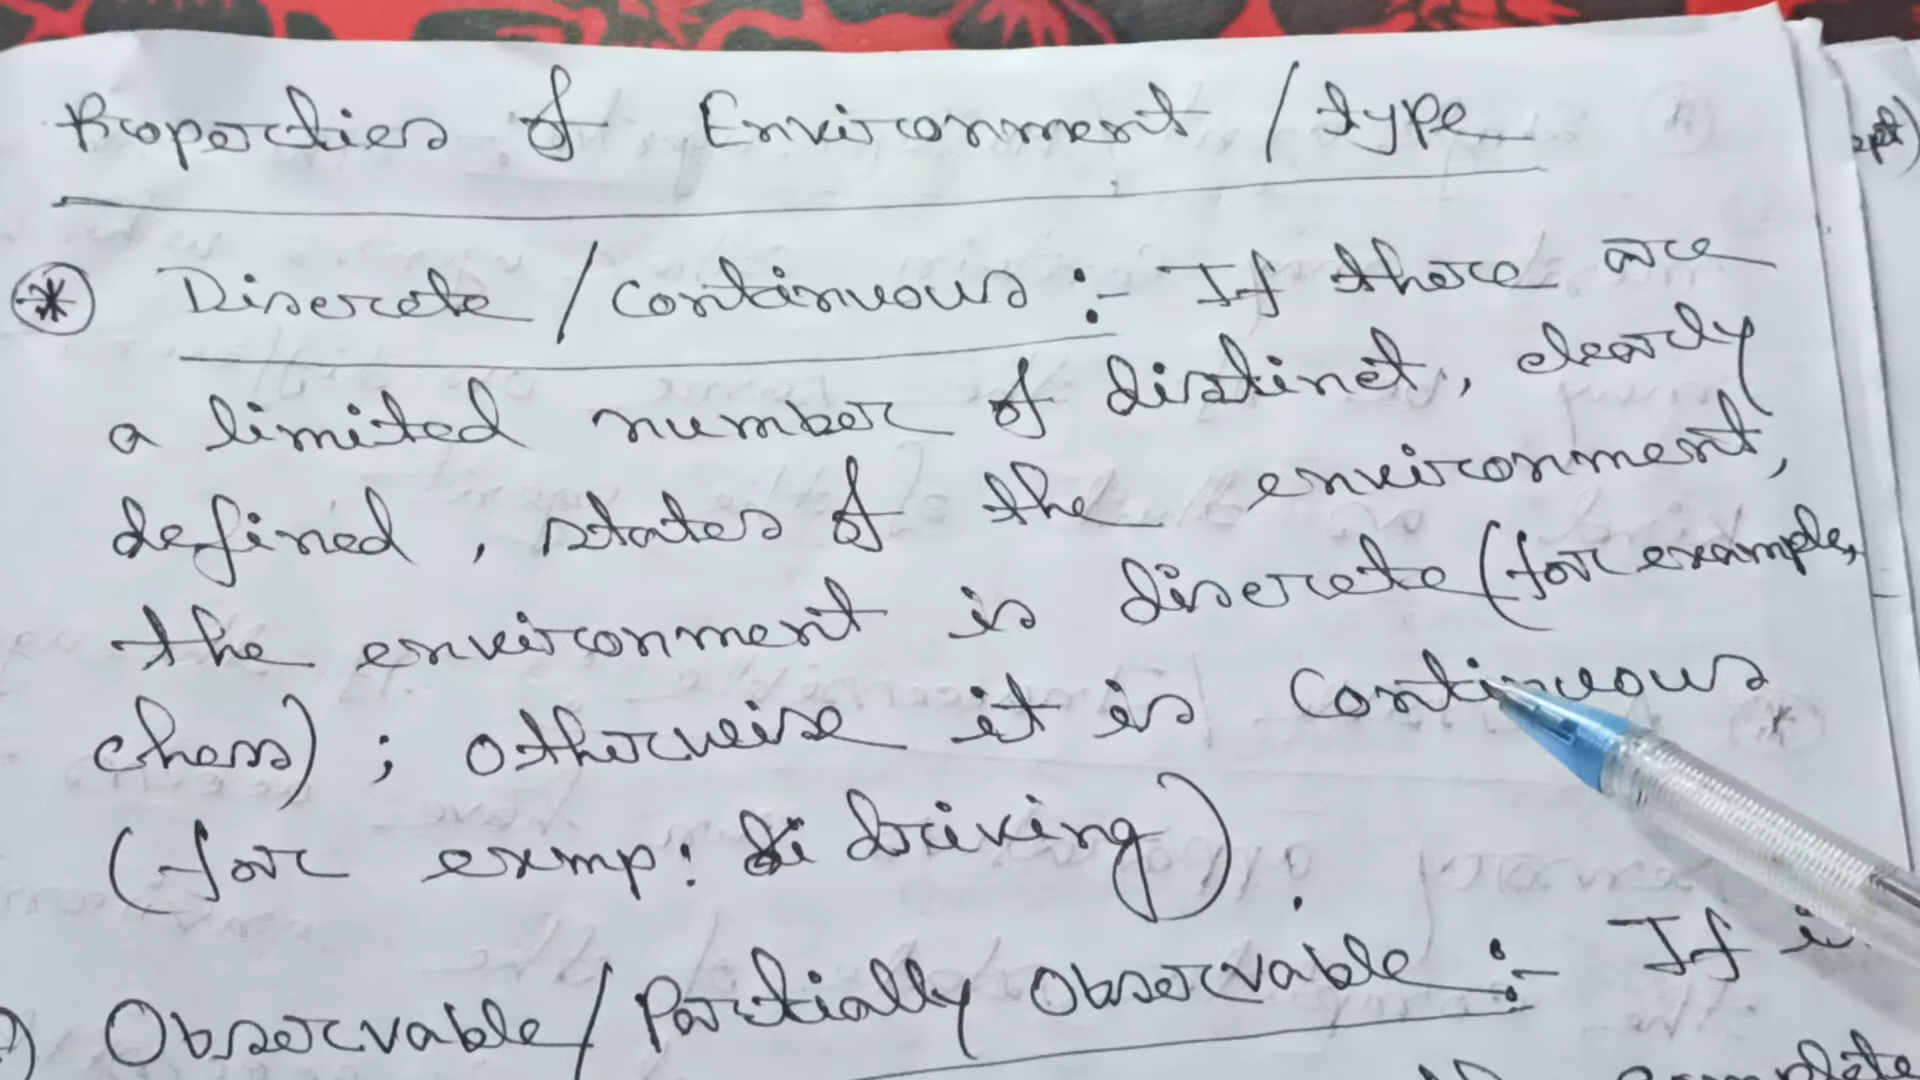 Properties of Environment / type
* Discrete / continuous :- If there are
a limited number of distinct, clearly
defined, states of the environment,
the environment is discrete (for example,
chess) ; otherwise it is continuous
(for exmp: driving).
Observable / Partially Observable :- If i
complete